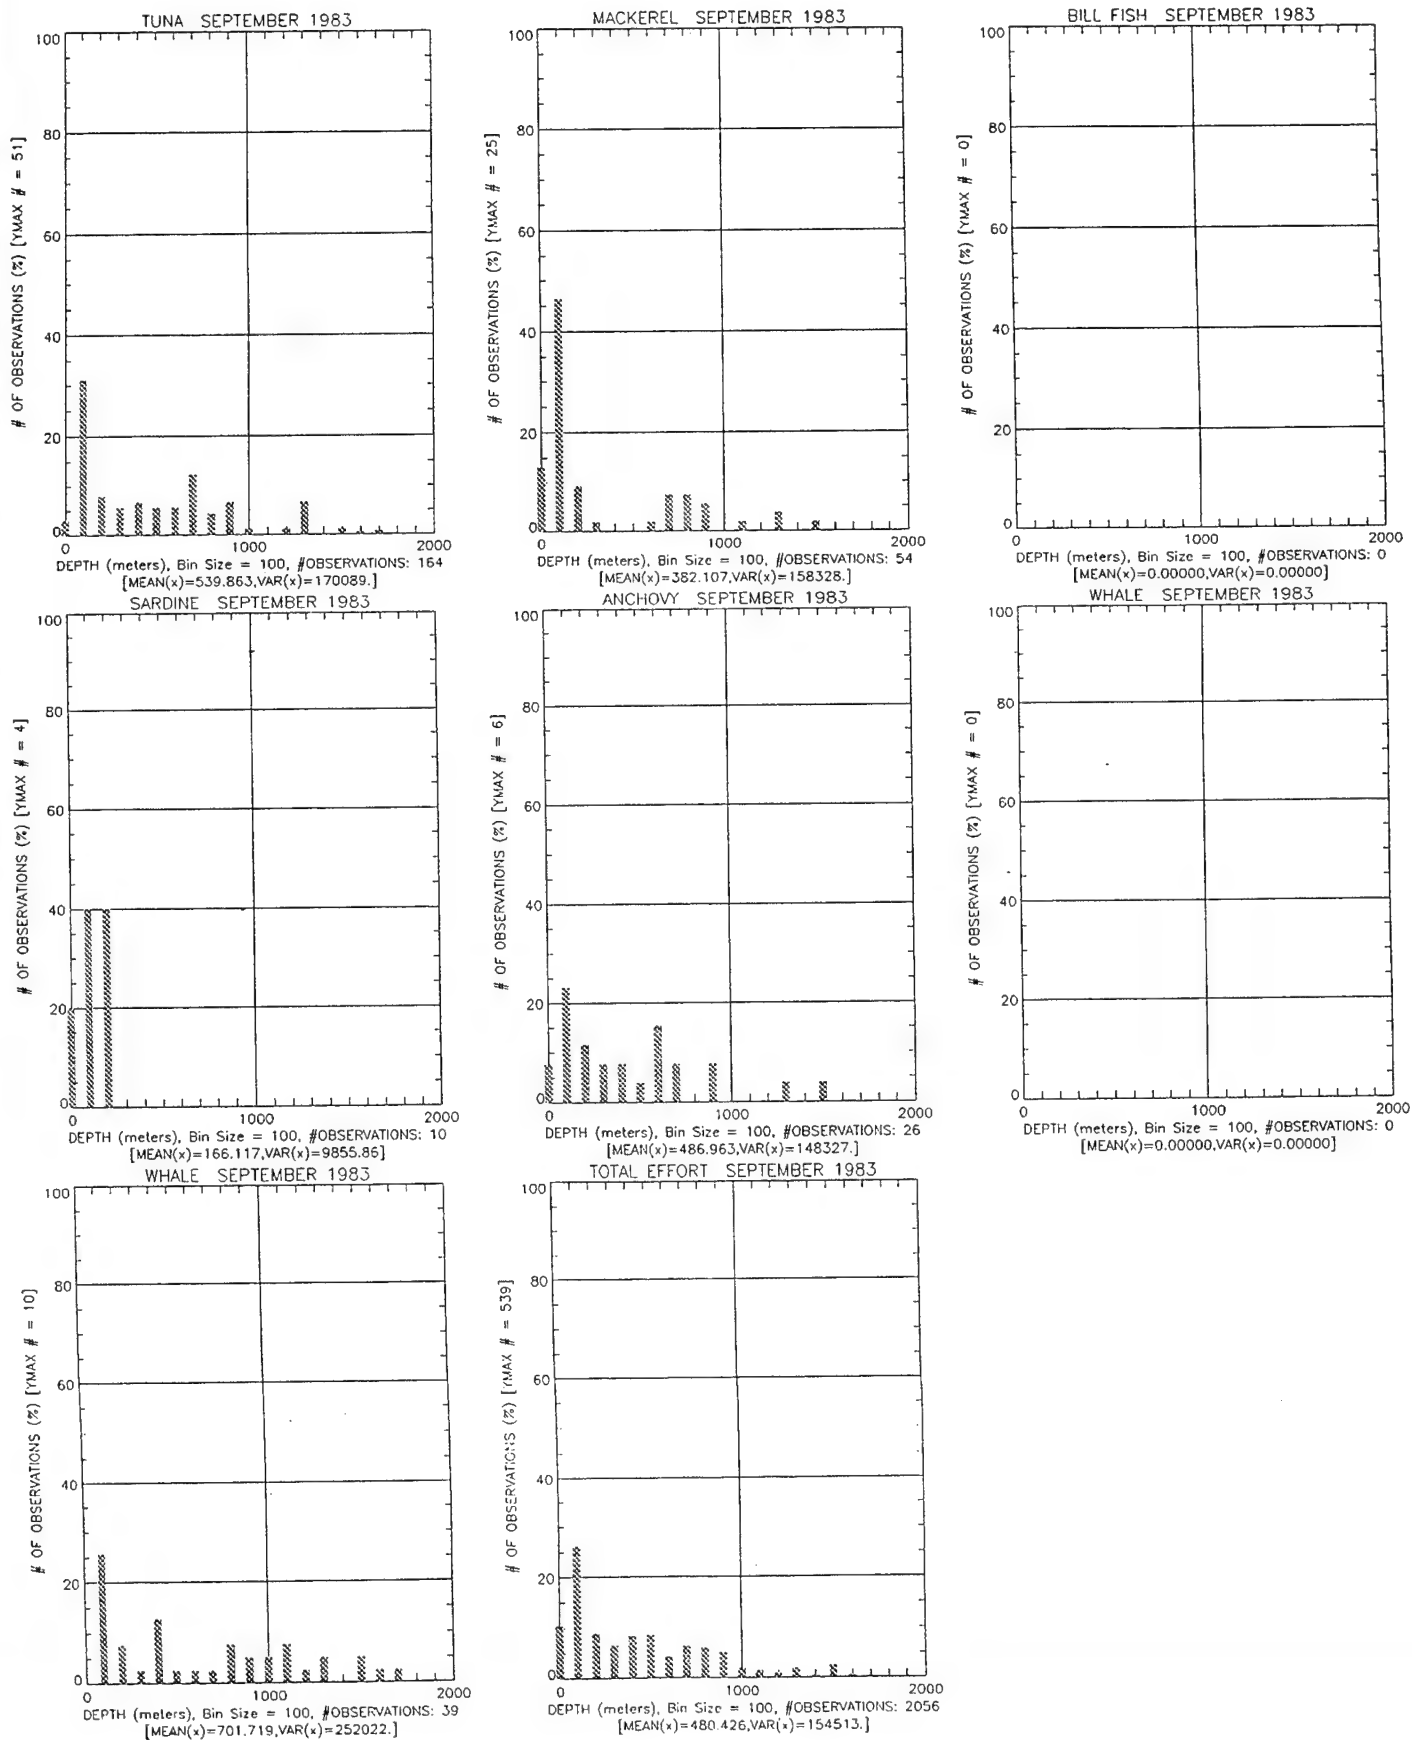 TUNA SEPTEMBER 1983
# OF OBSERVATIONS (%) [YMAX # = 51]
100
80
60
40
20
0
0 1000 2000
DEPTH (meters), Bin Size = 100, #OBSERVATIONS: 164
[MEAN(x)=539.863,VAR(x)=170089.]
MACKEREL SEPTEMBER 1983
# OF OBSERVATIONS (%) [YMAX # = 25]
100
80
60
40
20
0
0 1000 2000
DEPTH (meters), Bin Size = 100, #OBSERVATIONS: 54
[MEAN(x)=382.107,VAR(x)=158328.]
BILL FISH SEPTEMBER 1983
# OF OBSERVATIONS (%) [YMAX # = 0]
100
80
60
40
20
0
0 1000 2000
DEPTH (meters), Bin Size = 100, #OBSERVATIONS: 0
[MEAN(x)=0.00000,VAR(x)=0.00000]
SARDINE SEPTEMBER 1983
# OF OBSERVATIONS (%) [YMAX # = 4]
100
80
60
40
20
0
0 1000 2000
DEPTH (meters), Bin Size = 100, #OBSERVATIONS: 10
[MEAN(x)=166.117,VAR(x)=9855.86]
ANCHOVY SEPTEMBER 1983
# OF OBSERVATIONS (%) [YMAX # = 6]
100
80
60
40
20
0
0 1000 2000
DEPTH (meters), Bin Size = 100, #OBSERVATIONS: 26
[MEAN(x)=486.963,VAR(x)=148327.]
WHALE SEPTEMBER 1983
# OF OBSERVATIONS (%) [YMAX # = 0]
100
80
60
40
20
0
0 1000 2000
DEPTH (meters), Bin Size = 100, #OBSERVATIONS: 0
[MEAN(x)=0.00000,VAR(x)=0.00000]
WHALE SEPTEMBER 1983
# OF OBSERVATIONS (%) [YMAX # = 10]
100
80
60
40
20
0
0 1000 2000
DEPTH (meters), Bin Size = 100, #OBSERVATIONS: 39
[MEAN(x)=701.719,VAR(x)=252022.]
TOTAL EFFORT SEPTEMBER 1983
# OF OBSERVATIONS (%) [YMAX # = 539]
100
80
60
40
20
0
0 1000 2000
DEPTH (meters), Bin Size = 100, #OBSERVATIONS: 2056
[MEAN(x)=480.426,VAR(x)=154513.]